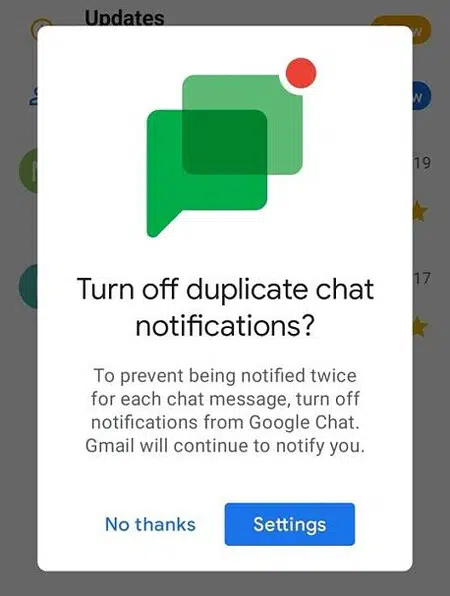 Updates
19
17
Turn off duplicate chat
notifications?
To prevent being notified twice
for each chat message, turn off
notifications from Google Chat.
Gmail will continue to notify you.
No thanks
Settings